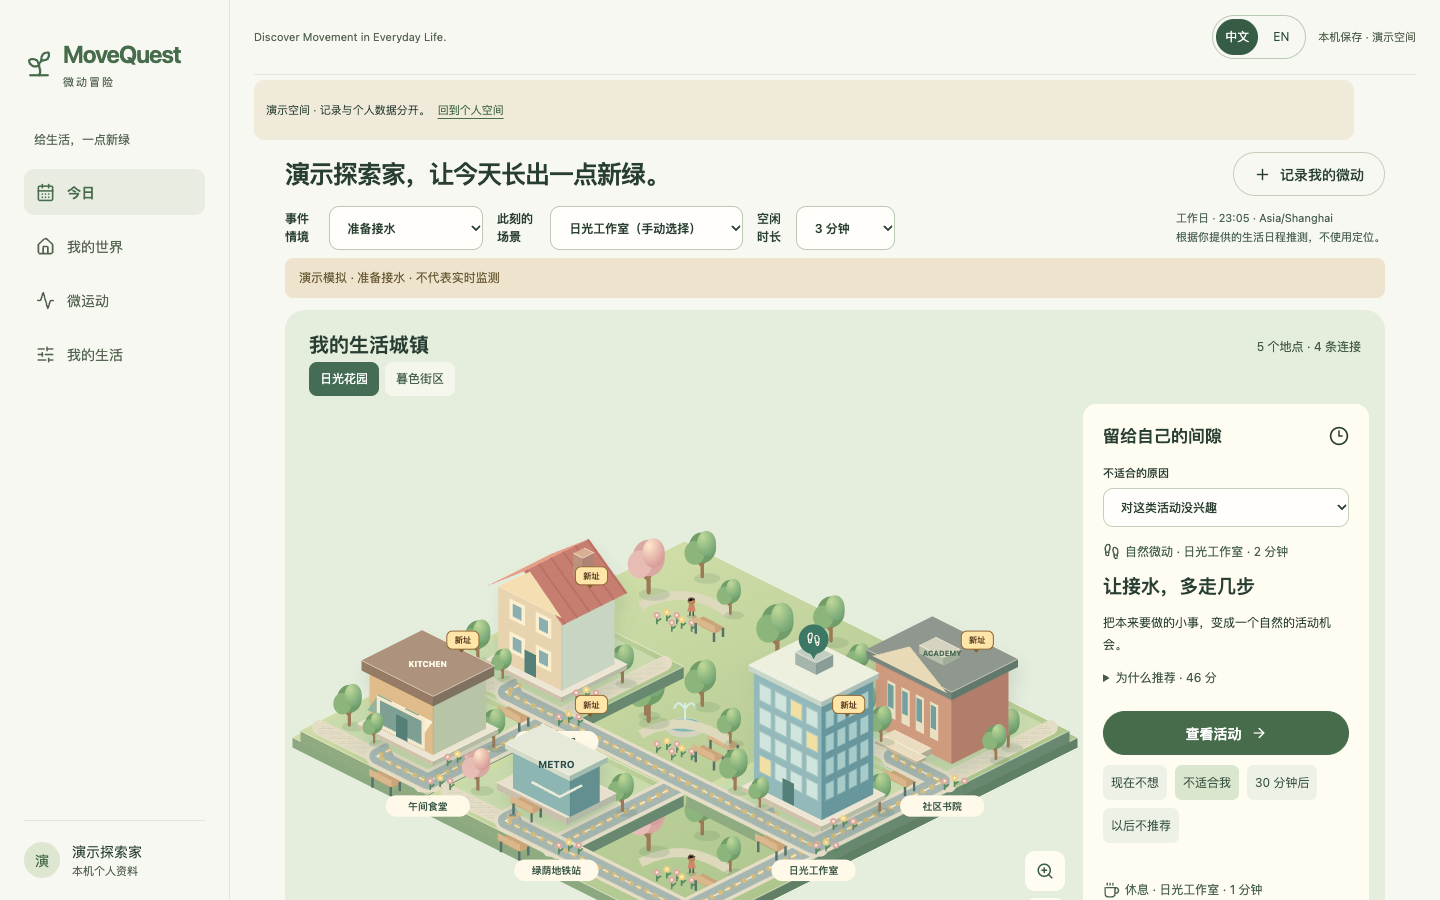 MoveQuest
微动冒险
给生活，一点新绿
今日
我的世界
微运动
我的生活
演
演示探索家
本机个人资料
Discover Movement in Everyday Life.
中文
EN
本机保存 · 演示空间
演示空间 · 记录与个人数据分开。 回到个人空间
演示探索家，让今天长出一点新绿。
记录我的微动
事件
情境
准备接水
此刻的
场景
日光工作室（手动选择）
空闲
时长
3 分钟
工作日 · 23:05 · Asia/Shanghai
根据你提供的生活日程推测，不使用定位。
演示模拟 · 准备接水 · 不代表实时监测
我的生活城镇
5 个地点 · 4 条连接
日光花园
暮色街区
新址
新址
KITCHEN
新址
ACADEMY
新址
新址
METRO
午间食堂
社区书院
绿荫地铁站
日光工作室
留给自己的间隙
不适合的原因
对这类活动没兴趣
自然微动 · 日光工作室 · 2 分钟
让接水，多走几步
把本来要做的小事，变成一个自然的活动机
会。
为什么推荐 · 46 分
查看活动
现在不想
不适合我
30 分钟后
以后不推荐
休息 · 日光工作室 · 1 分钟